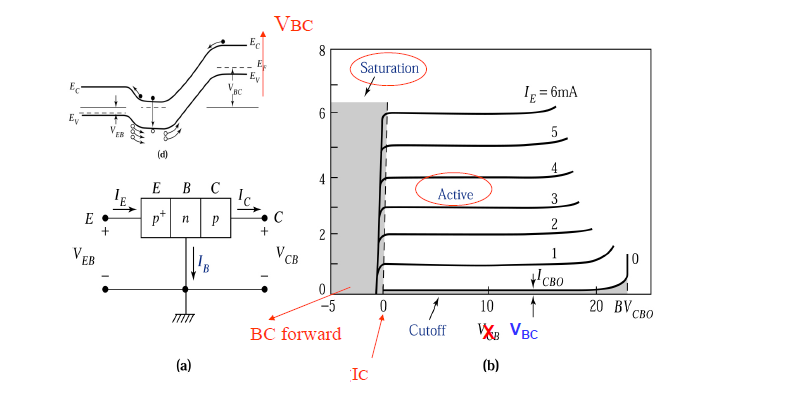 VBC
EC
EF
EV
VBC
EC
EV
VEB
(d)
E B C
IE IC
E p+ n p C
+ +
VEB IB VCB
− −
(a)
8
6
4
2
0
−5 0 10 20 BVCBO
Saturation
Active
IE = 6mA
5
4
3
2
1
0
ICBO
BC forward
Cutoff
VCB X VBC
IC
(b)